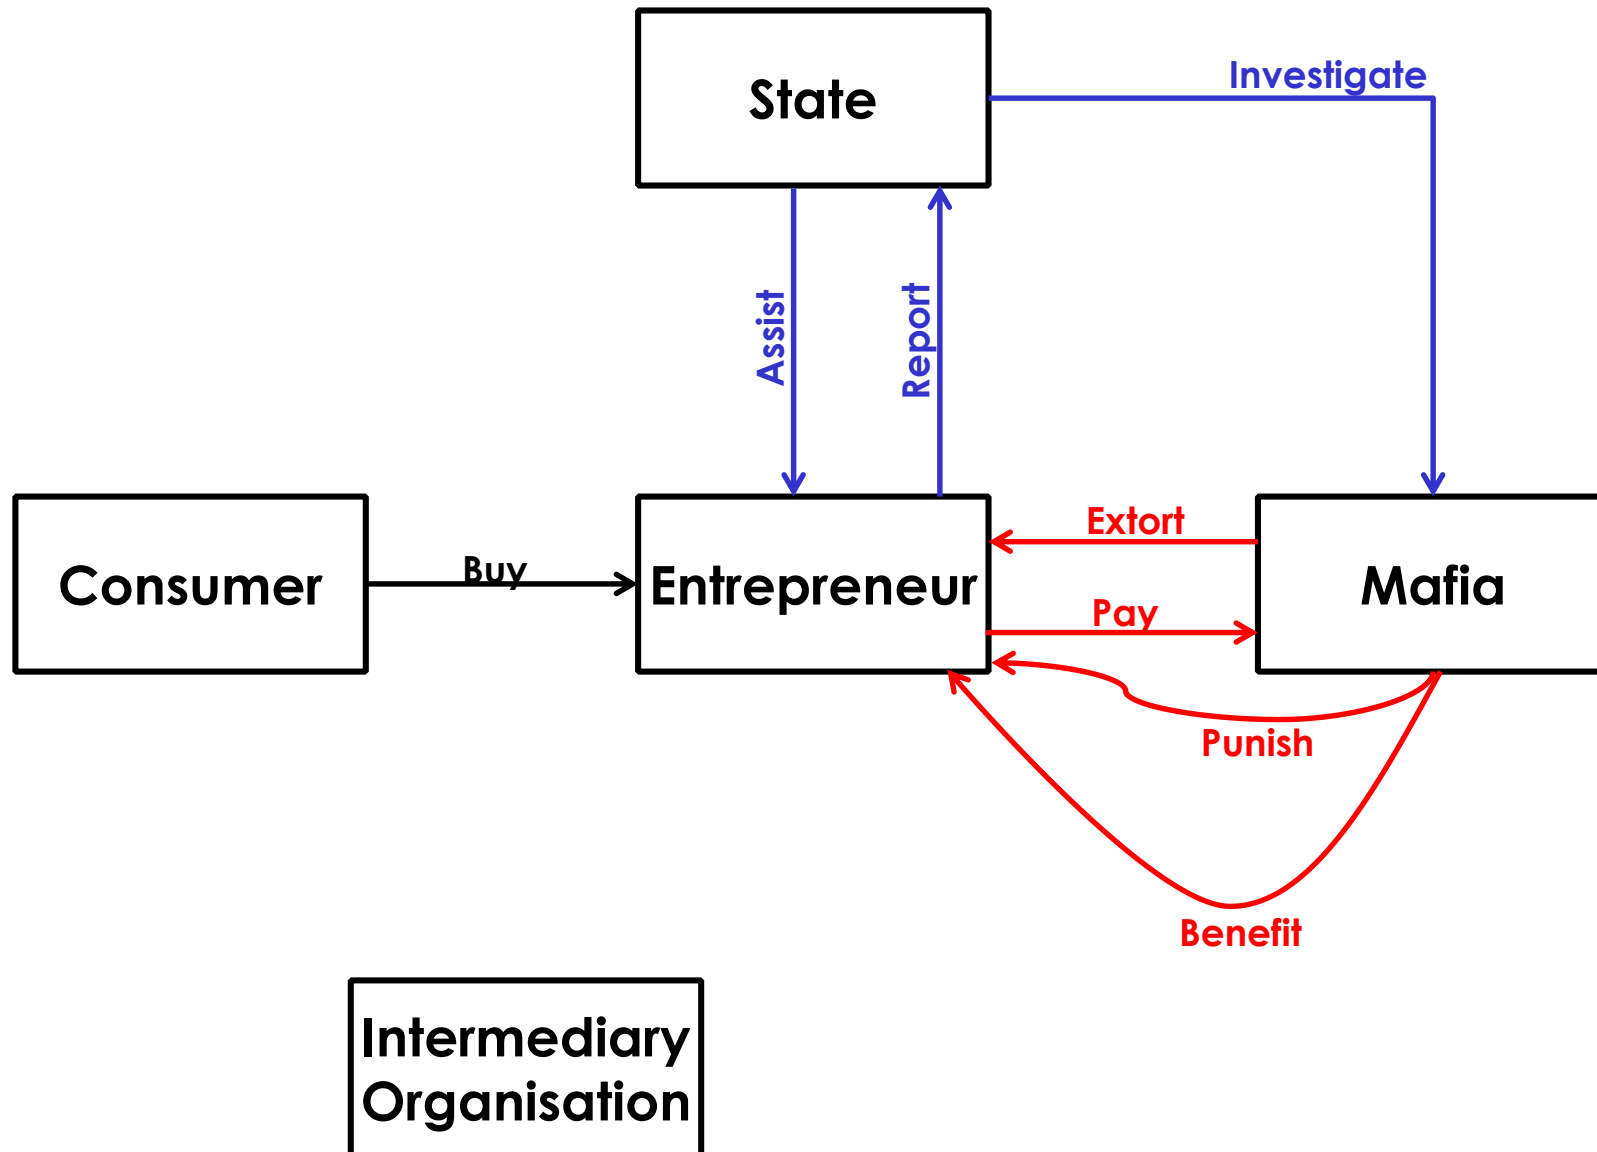 State
Investigate
Assist
Report
Consumer
Buy
Entrepreneur
Extort
Pay
Mafia
Punish
Benefit
Intermediary
Organisation